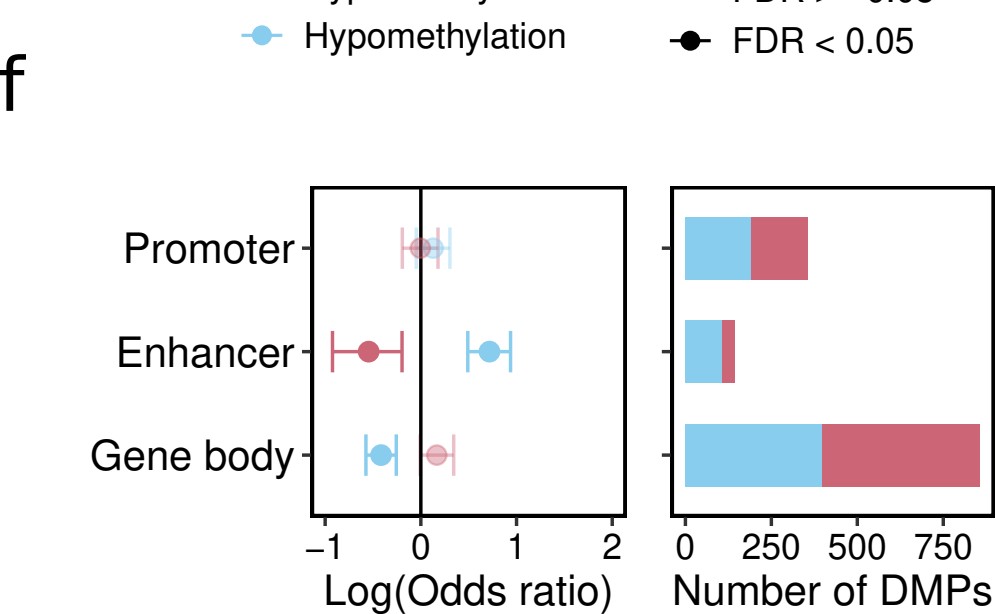 Hypomethylation
FDR < 0.05
f
Promoter
Enhancer
Gene body
−1 0 1 2
0 250 500 750
Log(Odds ratio)
Number of DMPs